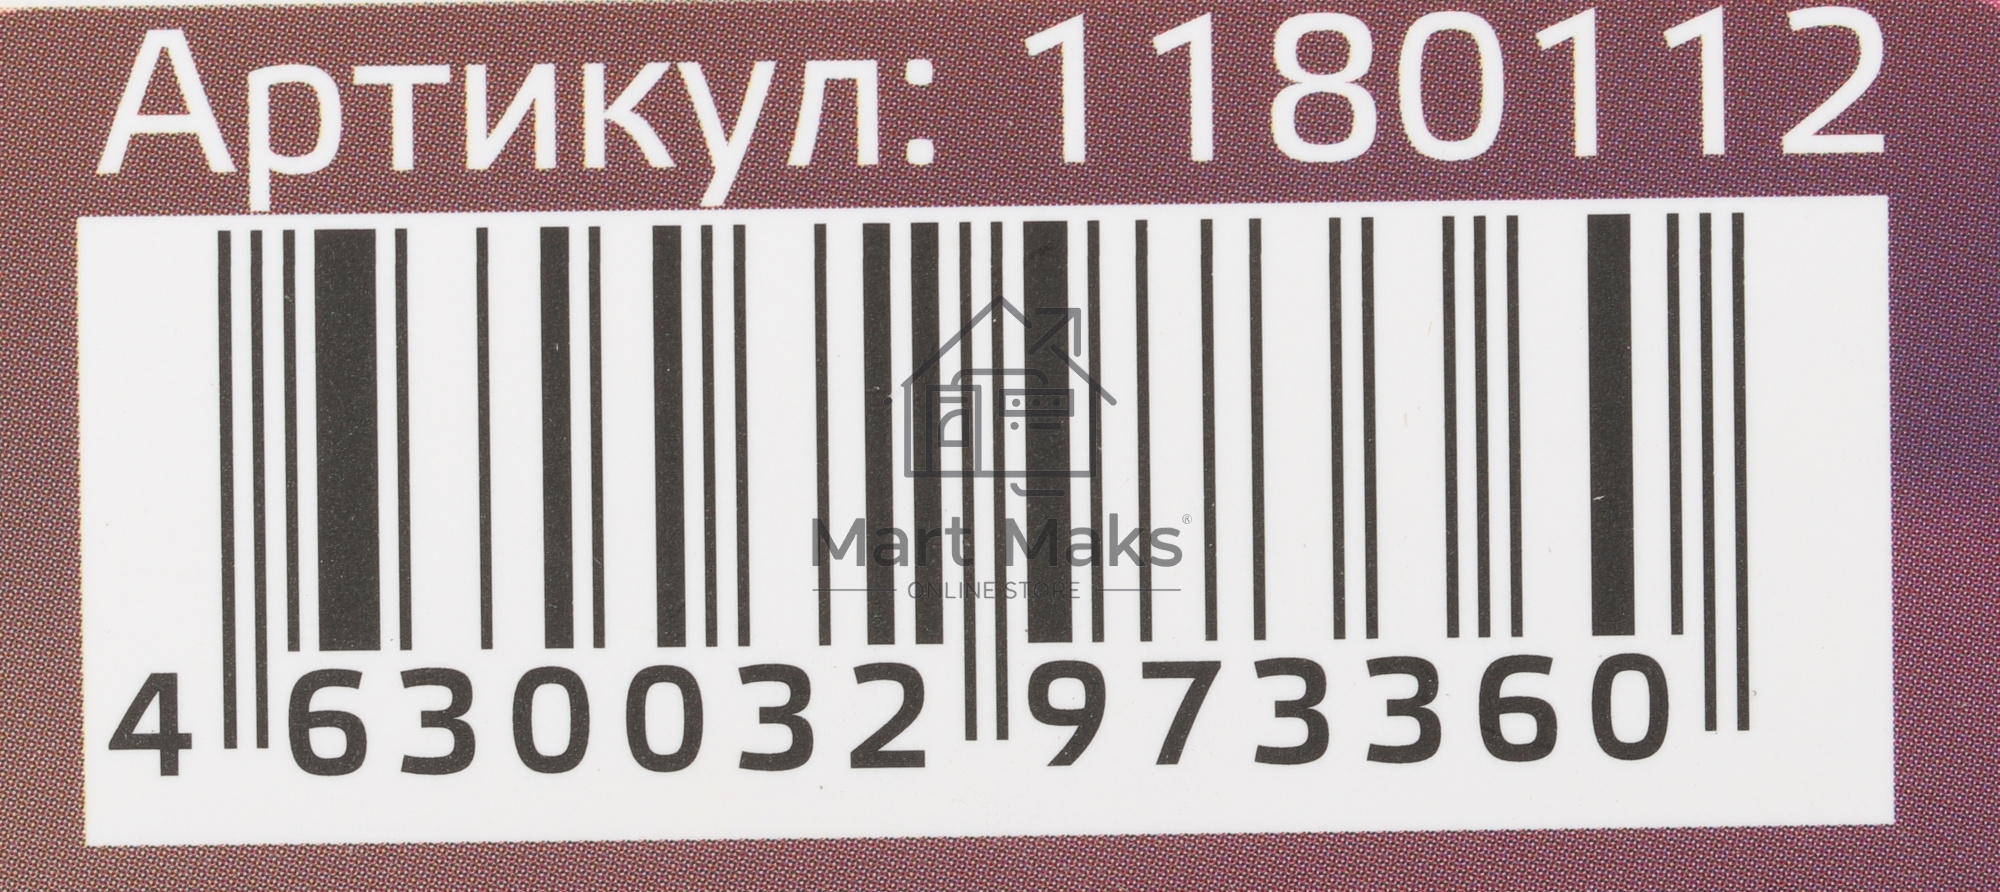 Артикул: 1180112
Mart Maks®
ONLINE STORE
4 630032 973360